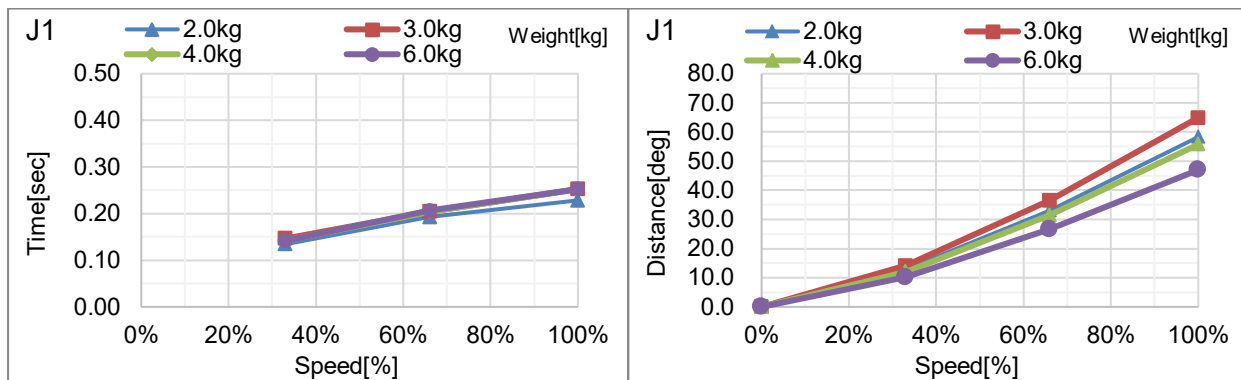 J1
2.0kg 3.0kg
4.0kg 6.0kg
Weight[kg]
0.50
0.40
0.30
0.20
0.10
0.00
Time[sec]
0% 20% 40% 60% 80% 100%
Speed[%]
J1
2.0kg 3.0kg
4.0kg 6.0kg
Weight[kg]
80.0
70.0
60.0
50.0
40.0
30.0
20.0
10.0
0.0
Distance[deg]
0% 20% 40% 60% 80% 100%
Speed[%]